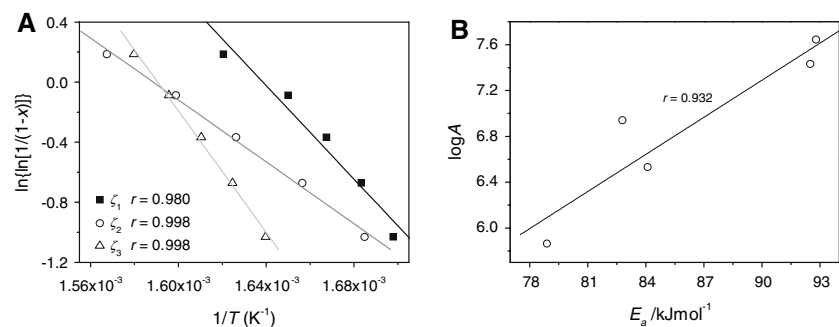 A
ln{ln[1/(1-x)]}
0.4
0.0
-0.4
-0.8
-1.2
ζ₁ r = 0.980
ζ₂ r = 0.998
ζ₃ r = 0.998
1.56x10⁻³ 1.60x10⁻³ 1.64x10⁻³ 1.68x10⁻³
1/T (K⁻¹)
B
logA
7.6
7.2
6.8
6.4
6.0
r = 0.932
78 81 84 87 90 93
Eₐ /kJmol⁻¹